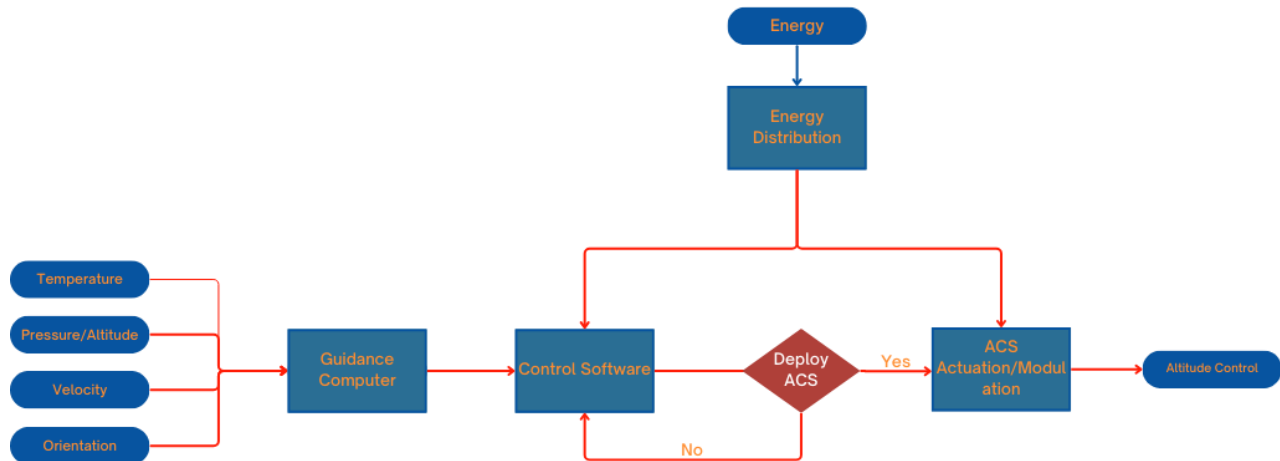 Energy
Energy
Distribution
Temperature
Pressure/Altitude
Velocity
Orientation
Guidance
Computer
Control Software
Deploy
ACS
Yes
No
ACS
Actuation/Modul
ation
Altitude Control